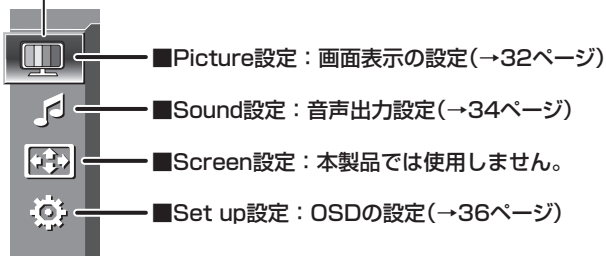 ■Picture設定：画面表示の設定(→32ページ)
■Sound設定：音声出力設定(→34ページ)
■Screen設定：本製品では使用しません。
■Set up設定：OSDの設定(→36ページ)